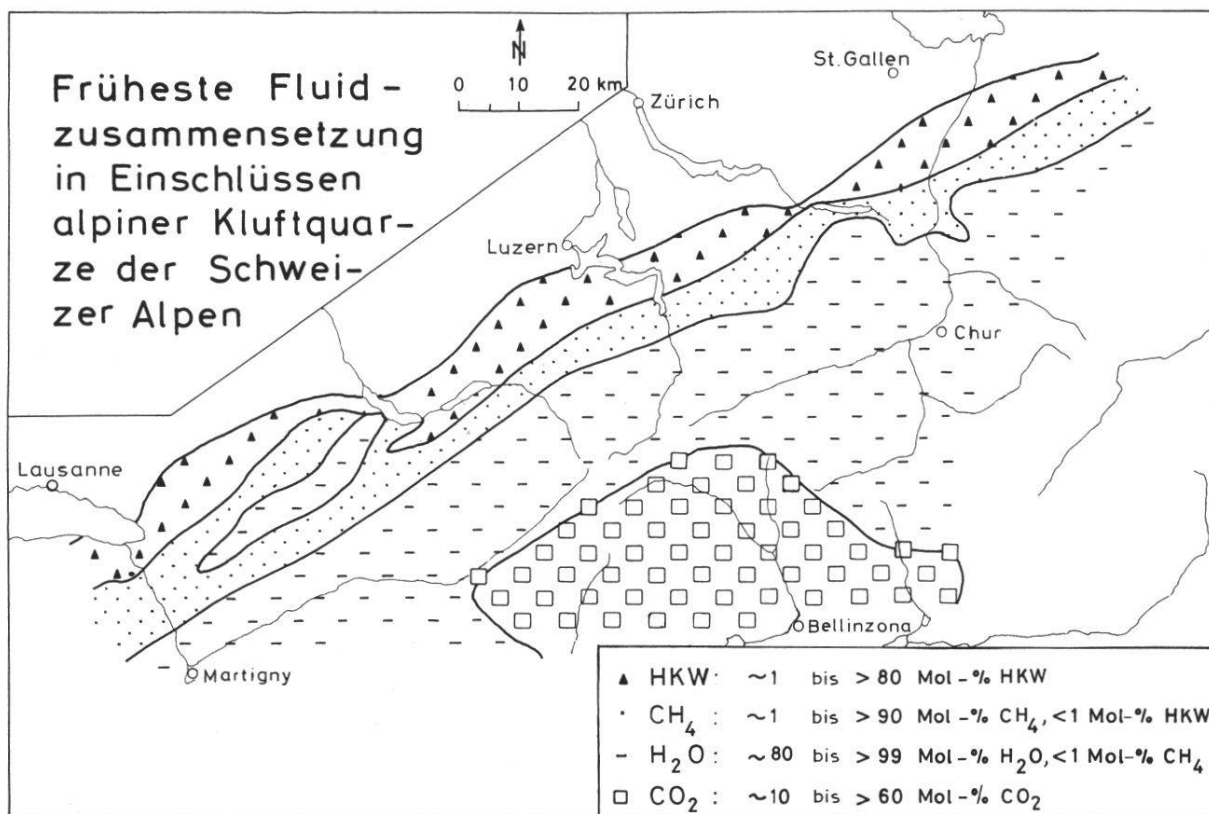 Früheste Fluid-
zusammensetzung
in Einschlüssen
alpiner Kluftquar-
ze der Schwei-
zer Alpen
N
0 10 20 km
St. Gallen
Zürich
Luzern
Chur
Lausanne
Bellinzona
Martigny
▲ HKW: ~1 bis > 80 Mol-% HKW
· CH₄: ~1 bis > 90 Mol-% CH₄, <1 Mol-% HKW
– H₂O: ~80 bis > 99 Mol-% H₂O, <1 Mol-% CH₄
□ CO₂: ~10 bis > 60 Mol-% CO₂